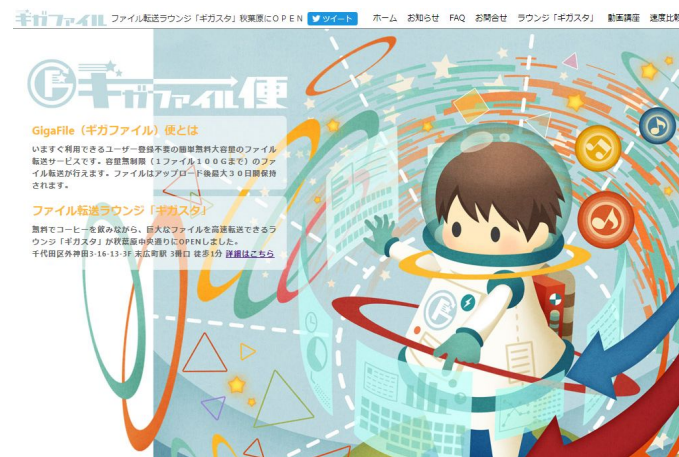 ギガファイル ファイル転送ラウンジ「ギガスタ」秋葉原にOPEN ツイート ホーム お知らせ FAQ お問合せ ラウンジ「ギガスタ」 動画講座 速度比較
ギガファイル便
GigaFile（ギガファイル）便とは
いますぐ利用できるユーザー登録不要の簡単無料大容量のファイル
転送サービスです。容量無制限（１ファイル１００Gまで）のファ
イル転送が行えます。ファイルはアップロード後最大３０日間保持
されます。
ファイル転送ラウンジ「ギガスタ」
無料でコーヒーを飲みながら、巨大なファイルを高速転送できるラ
ウンジ「ギガスタ」が秋葉原中央通りにOPENしました。
千代田区外神田3-16-13-3F 末広町駅 3番口 徒歩1分 詳細はこちら